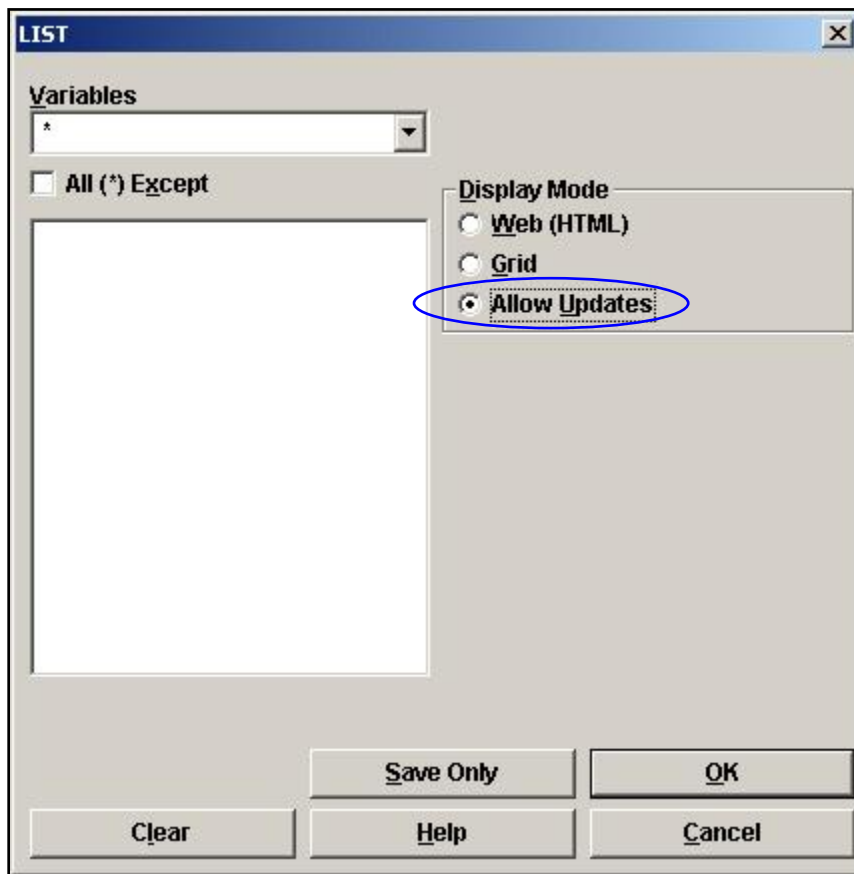 LIST
Variables
*
All (*) Except
Display Mode
Web (HTML)
Grid
Allow Updates
Save Only
OK
Clear
Help
Cancel